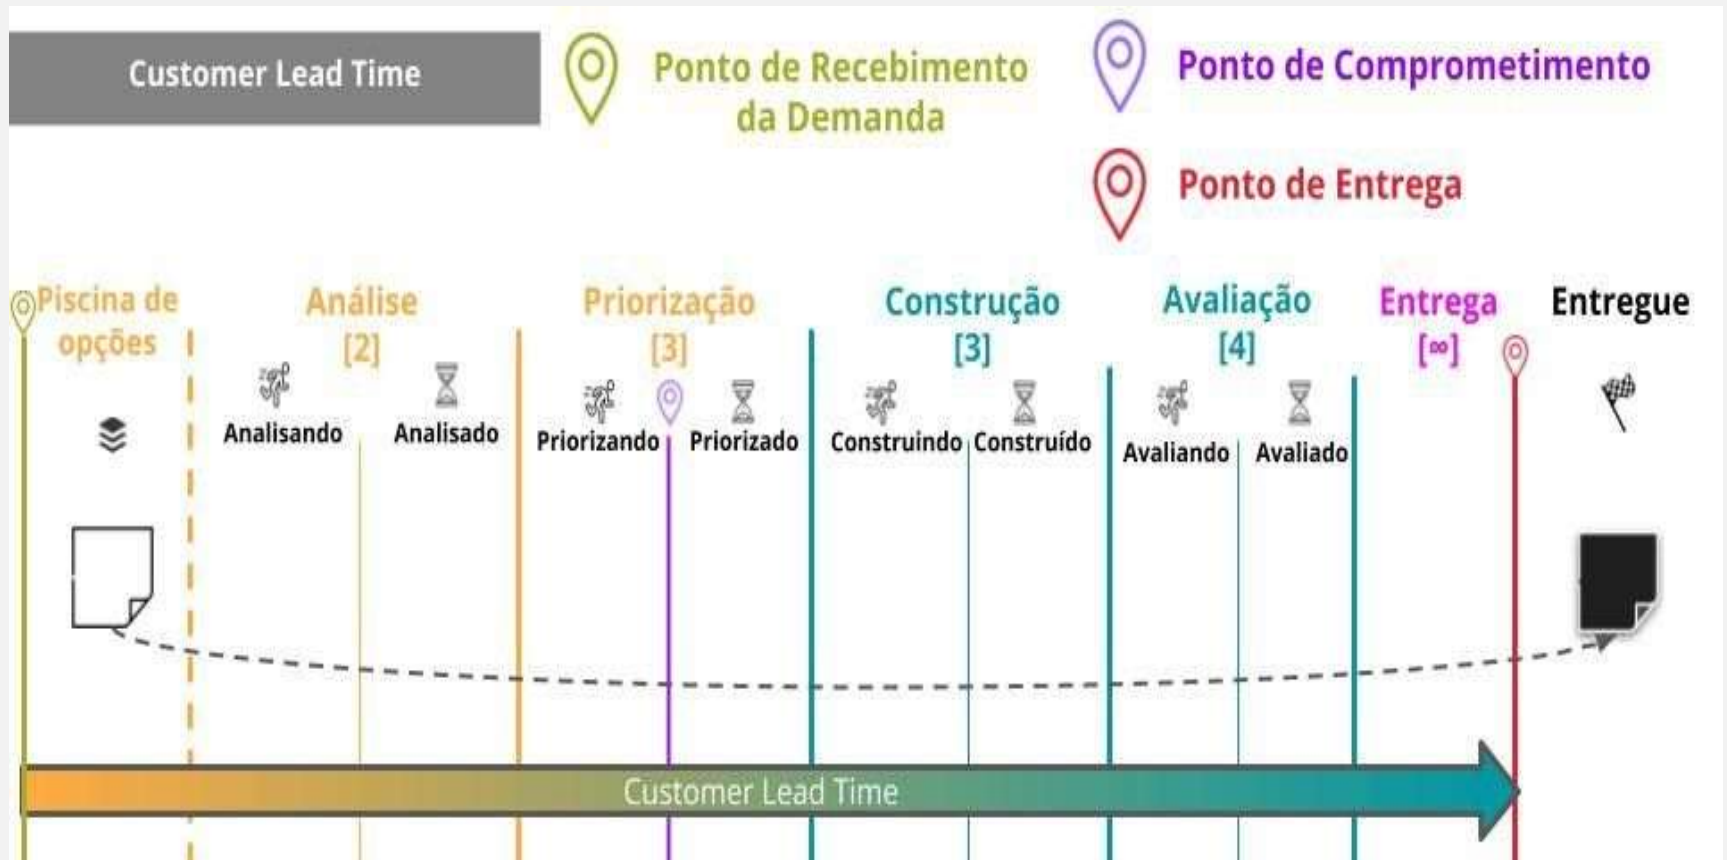 Customer Lead Time
Ponto de Recebimento
da Demanda
Ponto de Comprometimento
Ponto de Entrega
Piscina de
opções
Análise
[2]
Priorização
[3]
Construção
[3]
Avaliação
[4]
Entrega
[∞]
Entregue
Analisando
Analisado
Priorizando
Priorizado
Construindo
Construído
Avaliando
Avaliado
Customer Lead Time